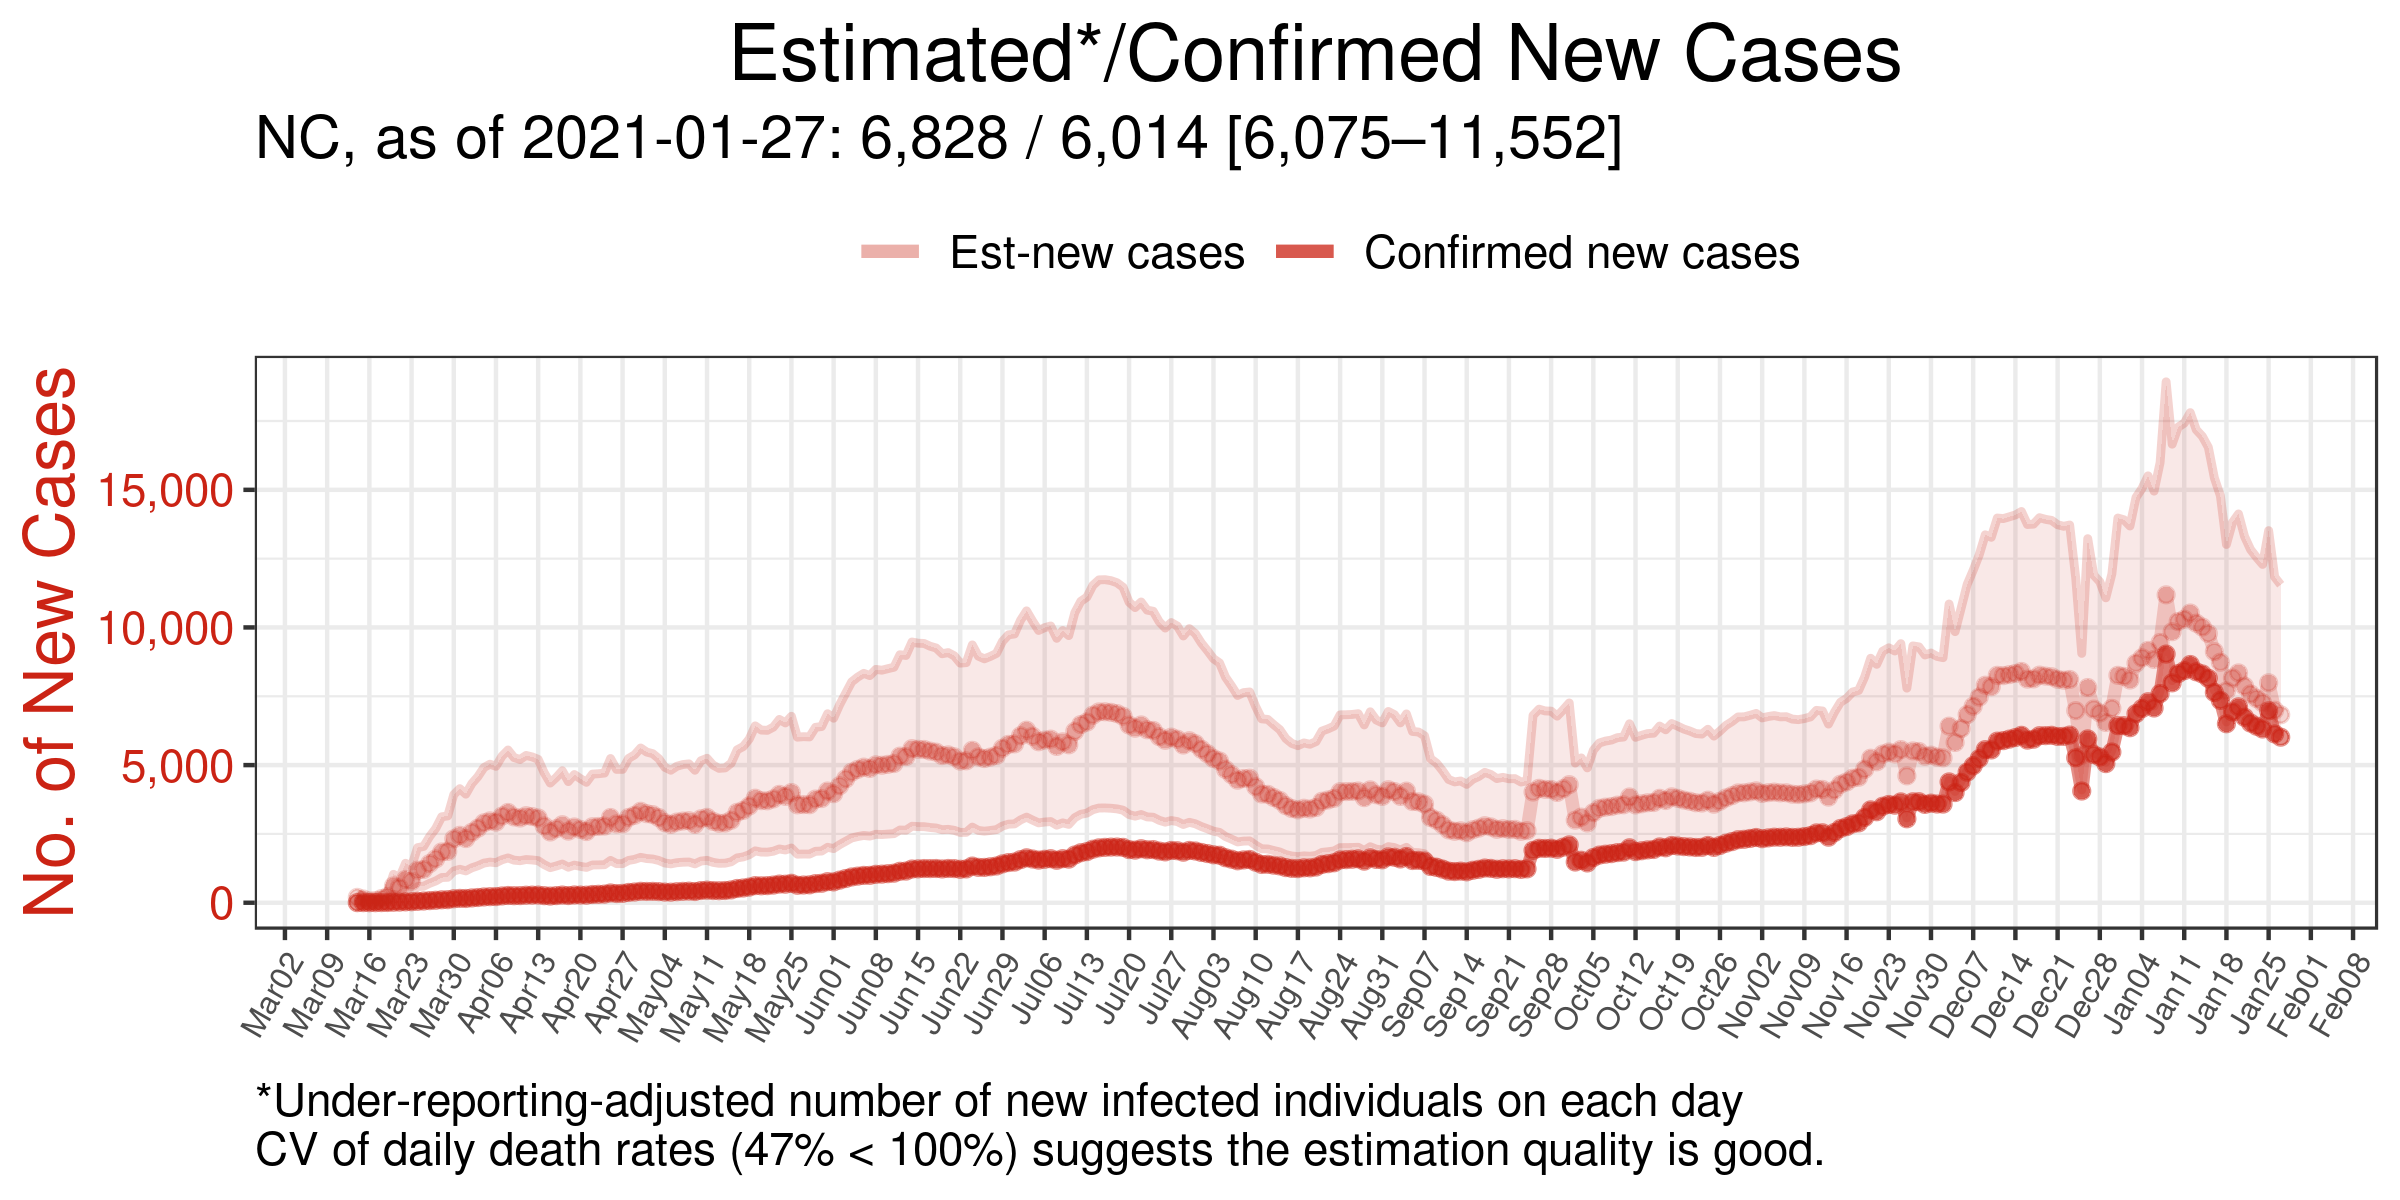 Estimated*/Confirmed New Cases
NC, as of 2021-01-27: 6,828 / 6,014 [6,075–11,552]
Est-new cases
Confirmed new cases
No. of New Cases
15,000
10,000
5,000
0
Mar02
Mar09
Mar16
Mar23
Mar30
Apr06
Apr13
Apr20
Apr27
May04
May11
May18
May25
Jun01
Jun08
Jun15
Jun22
Jun29
Jul06
Jul13
Jul20
Jul27
Aug03
Aug10
Aug17
Aug24
Aug31
Sep07
Sep14
Sep21
Sep28
Oct05
Oct12
Oct19
Oct26
Nov02
Nov09
Nov16
Nov23
Nov30
Dec07
Dec14
Dec21
Dec28
Jan04
Jan11
Jan18
Jan25
Feb01
Feb08
*Under-reporting-adjusted number of new infected individuals on each day
CV of daily death rates (47% < 100%) suggests the estimation quality is good.